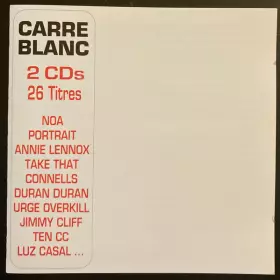 CARRE
BLANC
2 CDs
26 Titres
NOA
PORTRAIT
ANNIE LENNOX
TAKE THAT
CONNELLS
DURAN DURAN
URGE OVERKILL
JIMMY CLIFF
TEN CC
LUZ CASAL ...